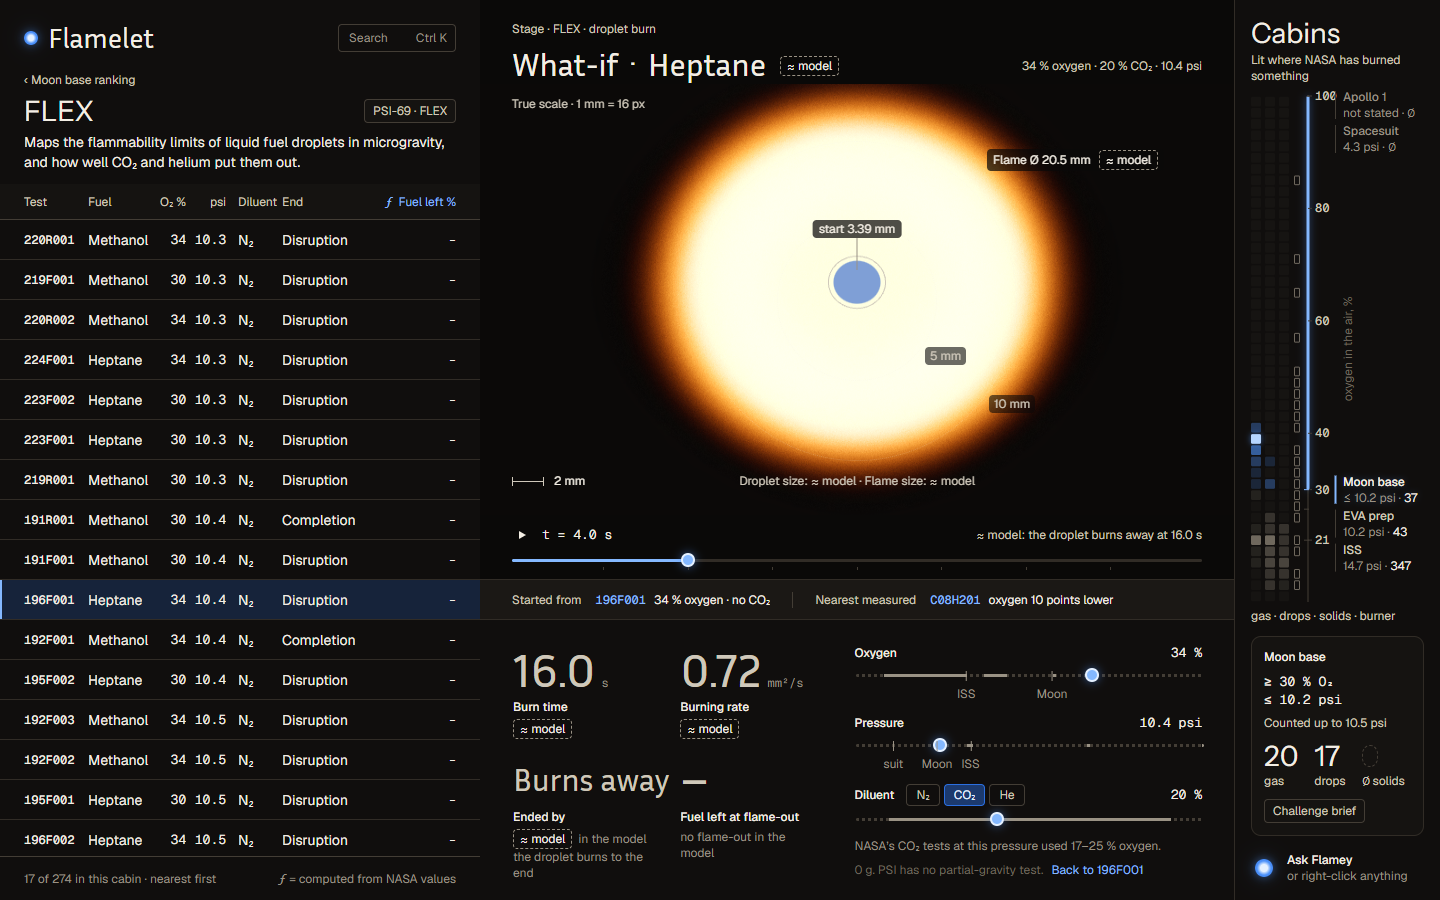 Flamelet
Search Ctrl K
‹ Moon base ranking
FLEX
PSI-69 · FLEX
Maps the flammability limits of liquid fuel droplets in microgravity,
and how well CO₂ and helium put them out.
Test Fuel O₂ % psi Diluent End ƒ Fuel left %
220R001 Methanol 34 10.3 N₂ Disruption –
219F001 Methanol 30 10.3 N₂ Disruption –
220R002 Methanol 34 10.3 N₂ Disruption –
224F001 Heptane 34 10.3 N₂ Disruption –
223F002 Heptane 30 10.3 N₂ Disruption –
223F001 Heptane 30 10.3 N₂ Disruption –
219R001 Methanol 30 10.3 N₂ Disruption –
191R001 Methanol 30 10.4 N₂ Completion –
191F001 Methanol 30 10.4 N₂ Disruption –
196F001 Heptane 34 10.4 N₂ Disruption –
192F001 Methanol 34 10.4 N₂ Completion –
195F002 Heptane 30 10.4 N₂ Disruption –
192F003 Methanol 34 10.5 N₂ Disruption –
192F002 Methanol 34 10.5 N₂ Disruption –
195F001 Heptane 30 10.5 N₂ Disruption –
196F002 Heptane 34 10.5 N₂ Disruption –
17 of 274 in this cabin · nearest first
ƒ = computed from NASA values
Stage · FLEX · droplet burn
What-if · Heptane
≈ model
34 % oxygen · 20 % CO₂ · 10.4 psi
True scale · 1 mm = 16 px
Flame Ø 20.5 mm ≈ model
start 3.39 mm
5 mm
10 mm
2 mm
Droplet size: ≈ model · Flame size: ≈ model
t = 4.0 s
≈ model: the droplet burns away at 16.0 s
Started from 196F001 34 % oxygen · no CO₂
Nearest measured C08H201 oxygen 10 points lower
16.0 s
Burn time
≈ model
0.72 mm²/s
Burning rate
≈ model
Burns away
Ended by
≈ model in the model
the droplet burns to the
end
—
Fuel left at flame-out
no flame-out in the
model
Oxygen 34 %
ISS Moon
Pressure 10.4 psi
suit Moon ISS
Diluent N₂ CO₂ He 20 %
NASA's CO₂ tests at this pressure used 17–25 % oxygen.
0 g. PSI has no partial-gravity test. Back to 196F001
Cabins
Lit where NASA has burned
something
100
80
60
40
30
21
oxygen in the air, %
Apollo 1
not stated · Ø
Spacesuit
4.3 psi · Ø
Moon base
≤ 10.2 psi · 37
EVA prep
10.2 psi · 43
ISS
14.7 psi · 347
gas · drops · solids · burner
Moon base
≥ 30 % O₂
≤ 10.2 psi
Counted up to 10.5 psi
20 gas
17 drops
Ø solids
Challenge brief
Ask Flamey
or right-click anything